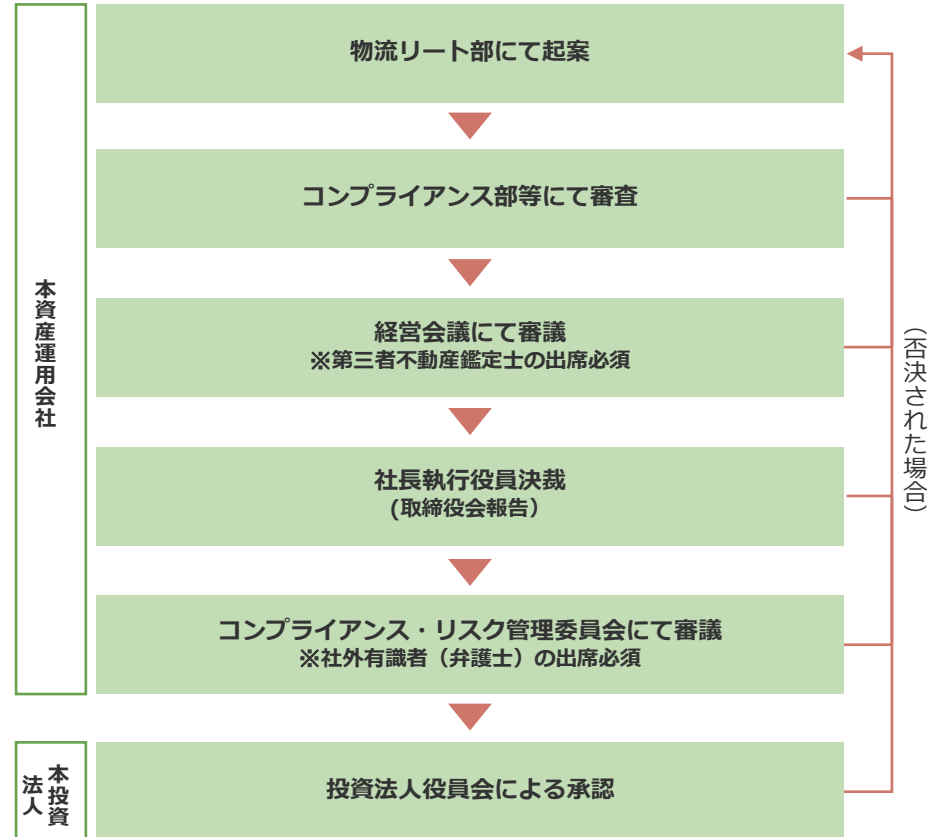 物流リート部にて起案
コンプライアンス部等にて審査
経営会議にて審議
※第三者不動産鑑定士の出席必須
社長執行役員決裁
(取締役会報告）
コンプライアンス・リスク管理委員会にて審議
※社外有識者（弁護士）の出席必須
本資産運用会社
（否決された場合）
投資法人役員会による承認
本投資
法人